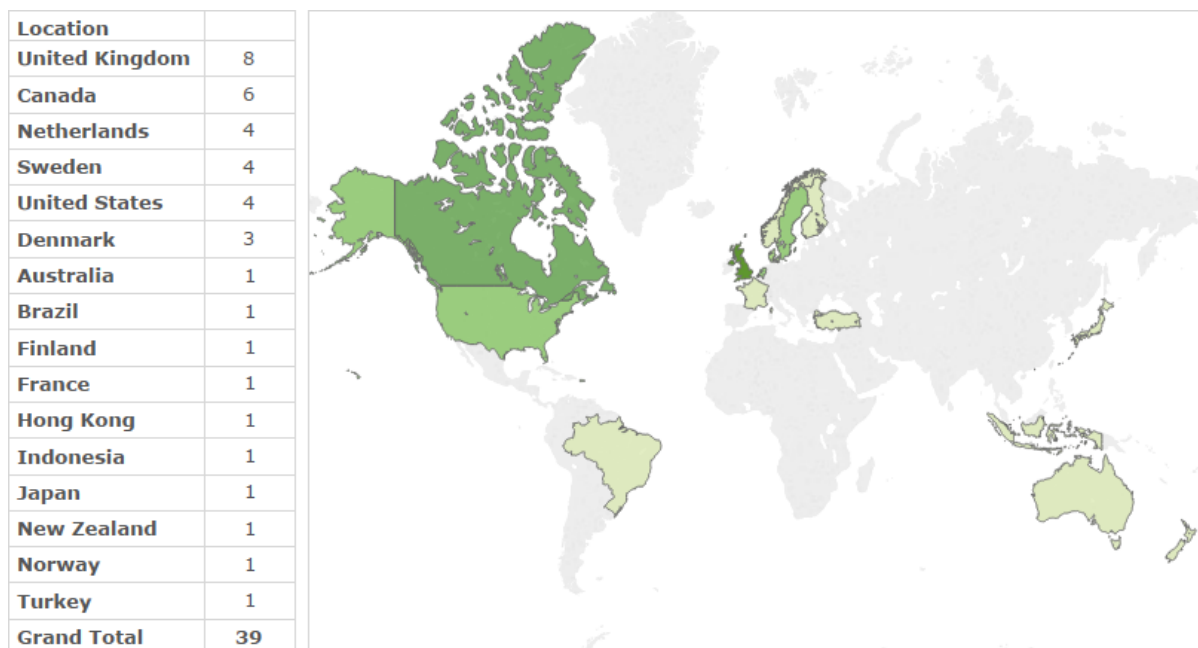 Location
United Kingdom 8
Canada 6
Netherlands 4
Sweden 4
United States 4
Denmark 3
Australia 1
Brazil 1
Finland 1
France 1
Hong Kong 1
Indonesia 1
Japan 1
New Zealand 1
Norway 1
Turkey 1
Grand Total 39